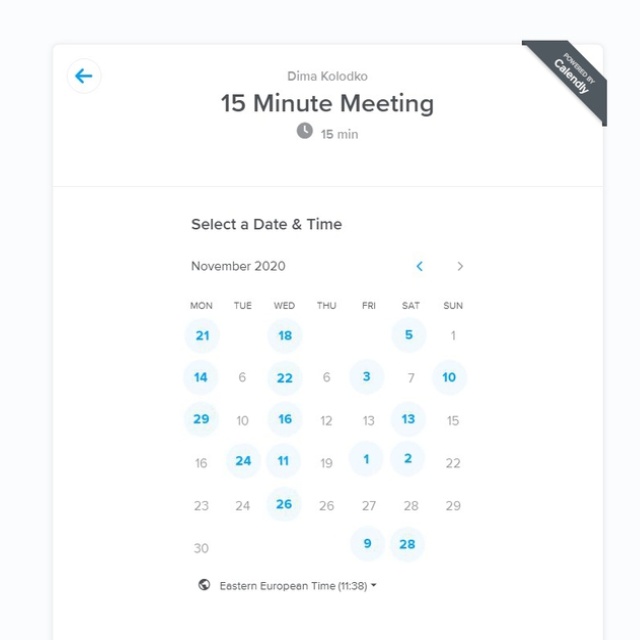 POWERED BY
Calendly
Dima Kolodko
15 Minute Meeting
15 min
Select a Date & Time
November 2020
MON TUE WED THU FRI SAT SUN
21 18 5 1
14 6 22 6 3 7 10
29 10 16 12 13 13 15
16 24 11 19 1 2 22
23 24 26 26 27 28 29
30 9 28
Eastern European Time (11:38)